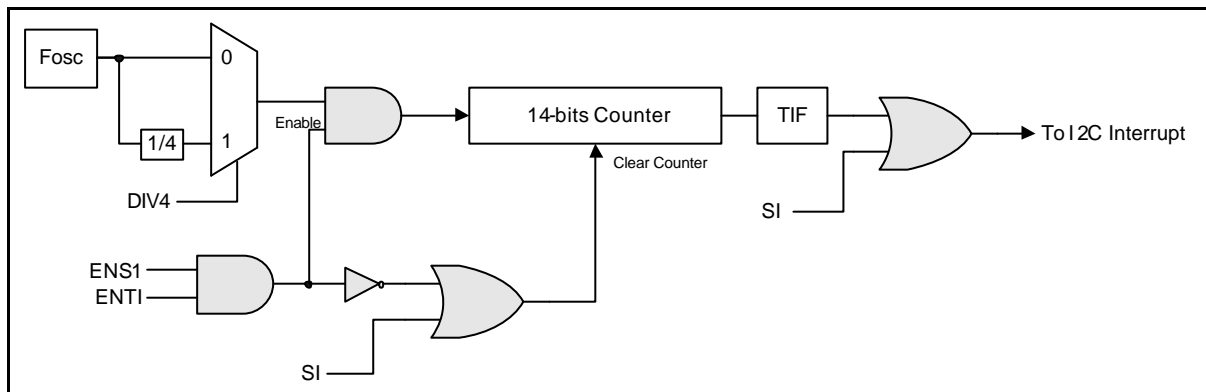 Fosc
0
Enable
14-bits Counter
TIF
To I2C Interrupt
1/4
1
Clear Counter
DIV4
SI
ENS1
ENTI
SI